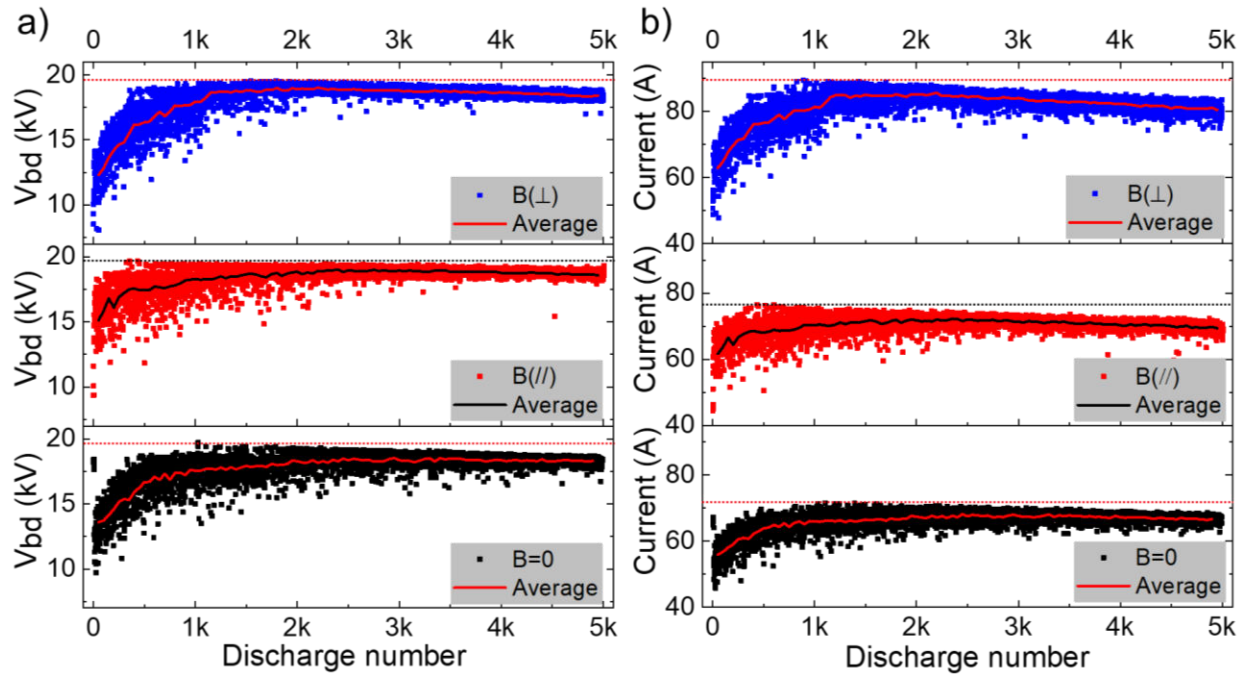 a)
0 1k 2k 3k 4k 5k
20
15
10
Vbd (kV)
B(⊥)
Average
20
15
10
Vbd (kV)
B(//)
Average
20
15
10
Vbd (kV)
B=0
Average
0 1k 2k 3k 4k 5k
Discharge number
b)
0 1k 2k 3k 4k 5k
80
60
40
Current (A)
B(⊥)
Average
80
60
40
Current (A)
B(//)
Average
80
60
40
Current (A)
B=0
Average
0 1k 2k 3k 4k 5k
Discharge number